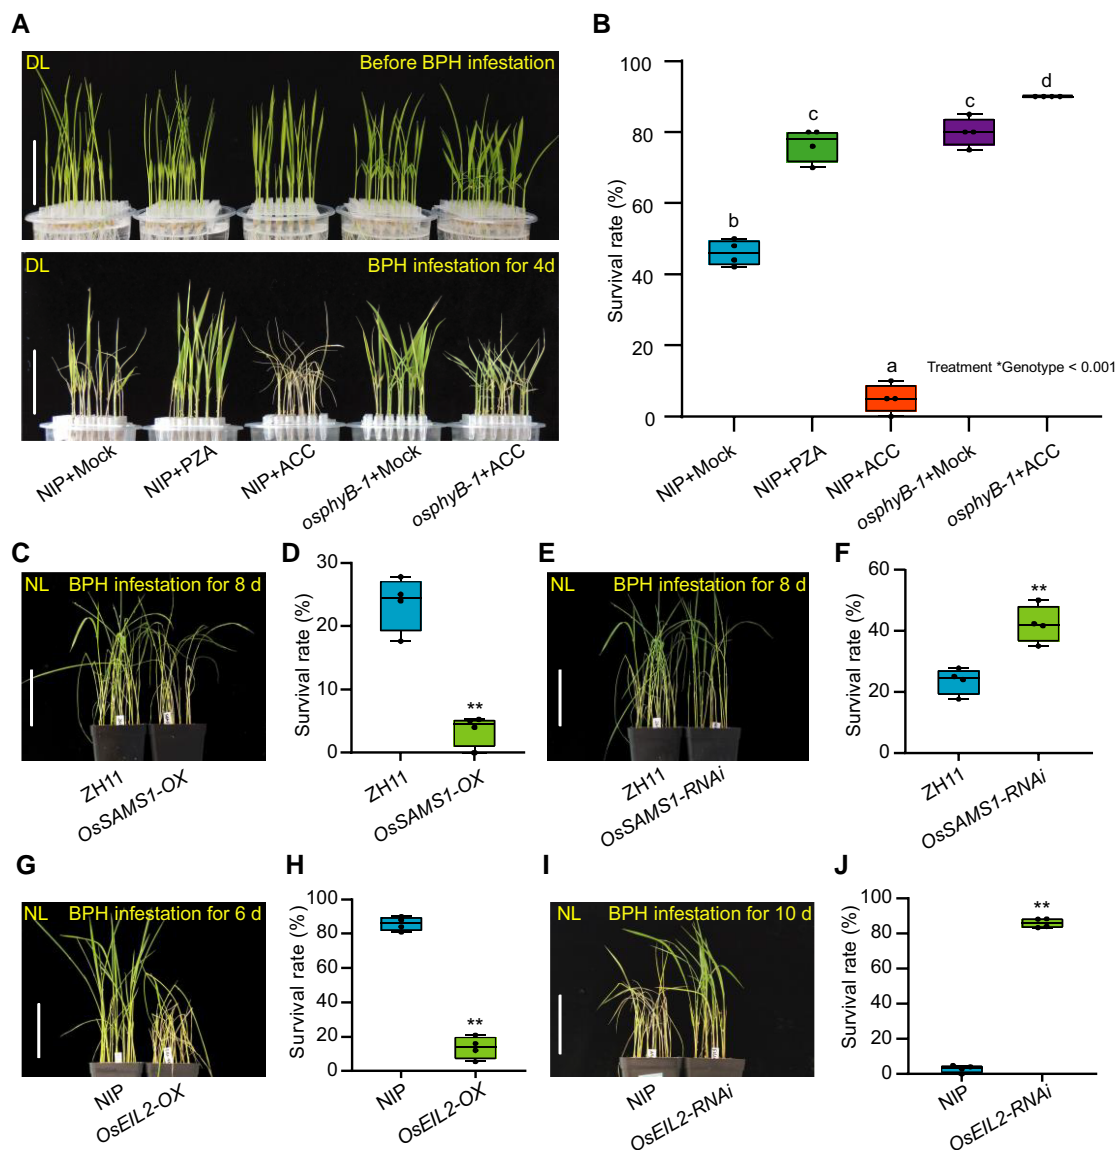 A
DL Before BPH infestation
DL BPH infestation for 4d
NIP+Mock
NIP+PZA
NIP+ACC
osphyB-1+Mock
osphyB-1+ACC
B
Survival rate (%)
100
80
60
40
20
0
b
c
a
c
d
Treatment *Genotype < 0.001
NIP+Mock
NIP+PZA
NIP+ACC
osphyB-1+Mock
osphyB-1+ACC
C
NL BPH infestation for 8 d
ZH11
OsSAMS1-OX
D
Survival rate (%)
30
20
10
0
**
ZH11
OsSAMS1-OX
E
NL BPH infestation for 8 d
ZH11
OsSAMS1-RNAi
F
Survival rate (%)
60
40
20
0
**
ZH11
OsSAMS1-RNAi
G
NL BPH infestation for 6 d
NIP
OsEIL2-OX
H
Survival rate (%)
100
80
60
40
20
0
**
NIP
OsEIL2-OX
I
NL BPH infestation for 10 d
NIP
OsEIL2-RNAi
J
Survival rate (%)
100
80
60
40
20
0
**
NIP
OsEIL2-RNAi